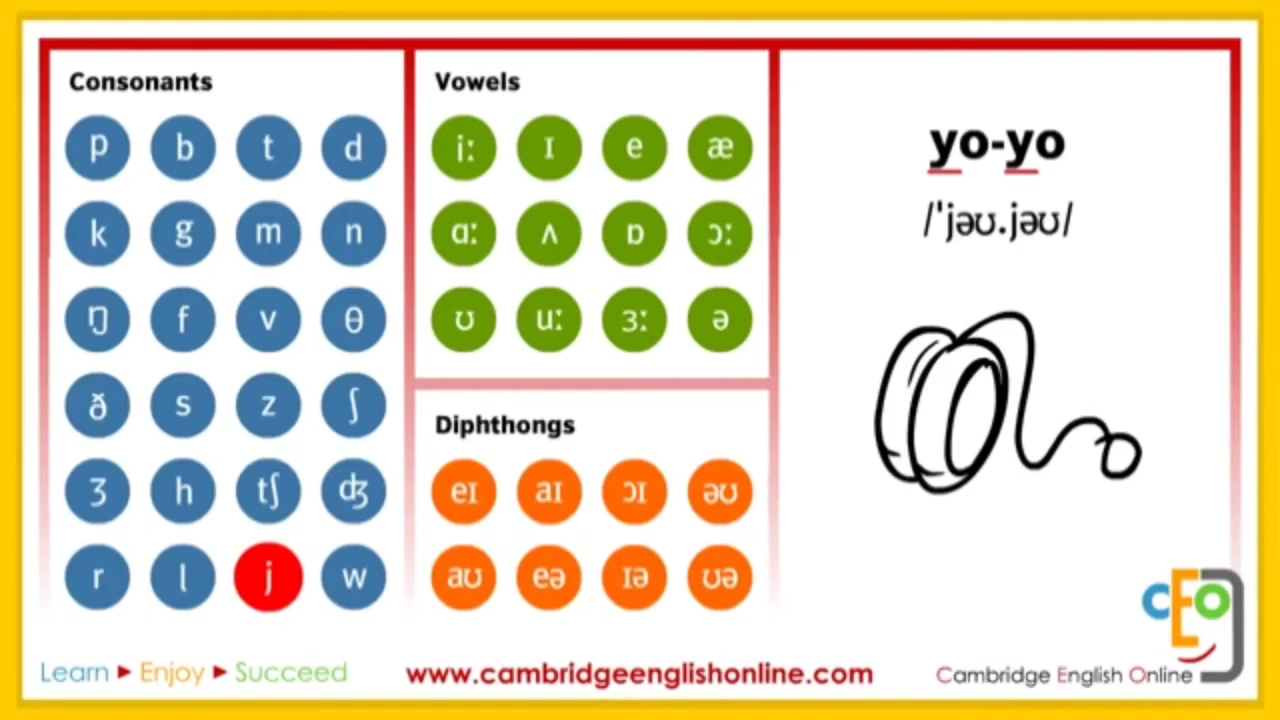 Consonants
p b t d
k g m n
ŋ f v θ
ð s z ʃ
ʒ h tʃ ʤ
r l j w
Vowels
iː ɪ e æ
ɑː ʌ ɒ ɔː
ʊ uː ɜː ə
Diphthongs
eɪ aɪ ɔɪ əʊ
aʊ eə ɪə ʊə
yo-yo
/ˈjəʊ.jəʊ/
CEO
Learn ► Enjoy ► Succeed
www.cambridgeenglishonline.com
Cambridge English Online